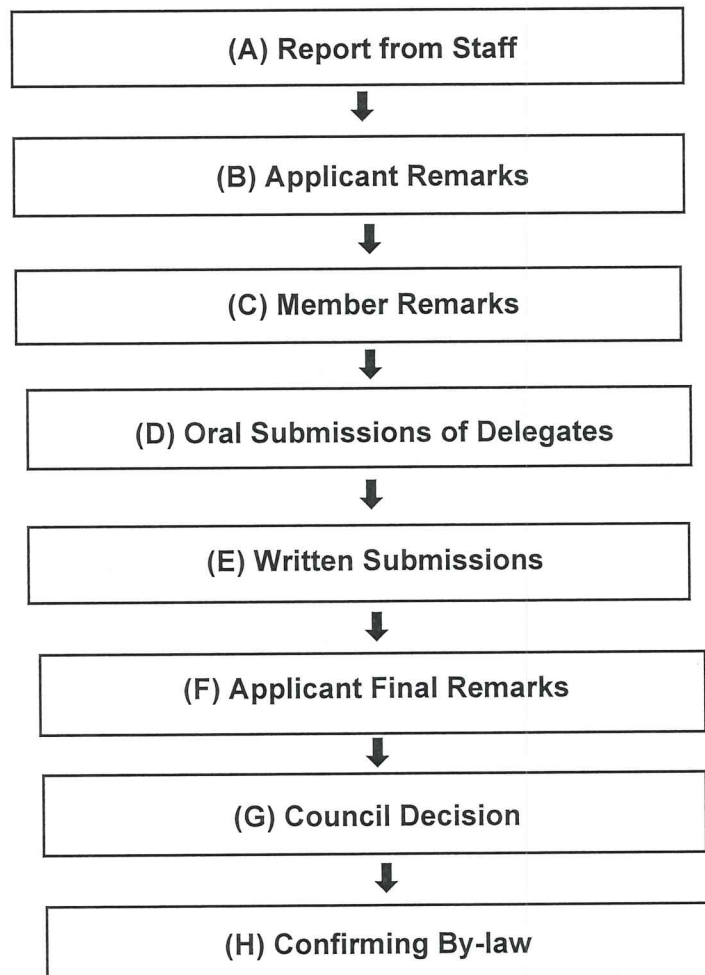 (A) Report from Staff
(B) Applicant Remarks
(C) Member Remarks
(D) Oral Submissions of Delegates
(E) Written Submissions
(F) Applicant Final Remarks
(G) Council Decision
(H) Confirming By-law